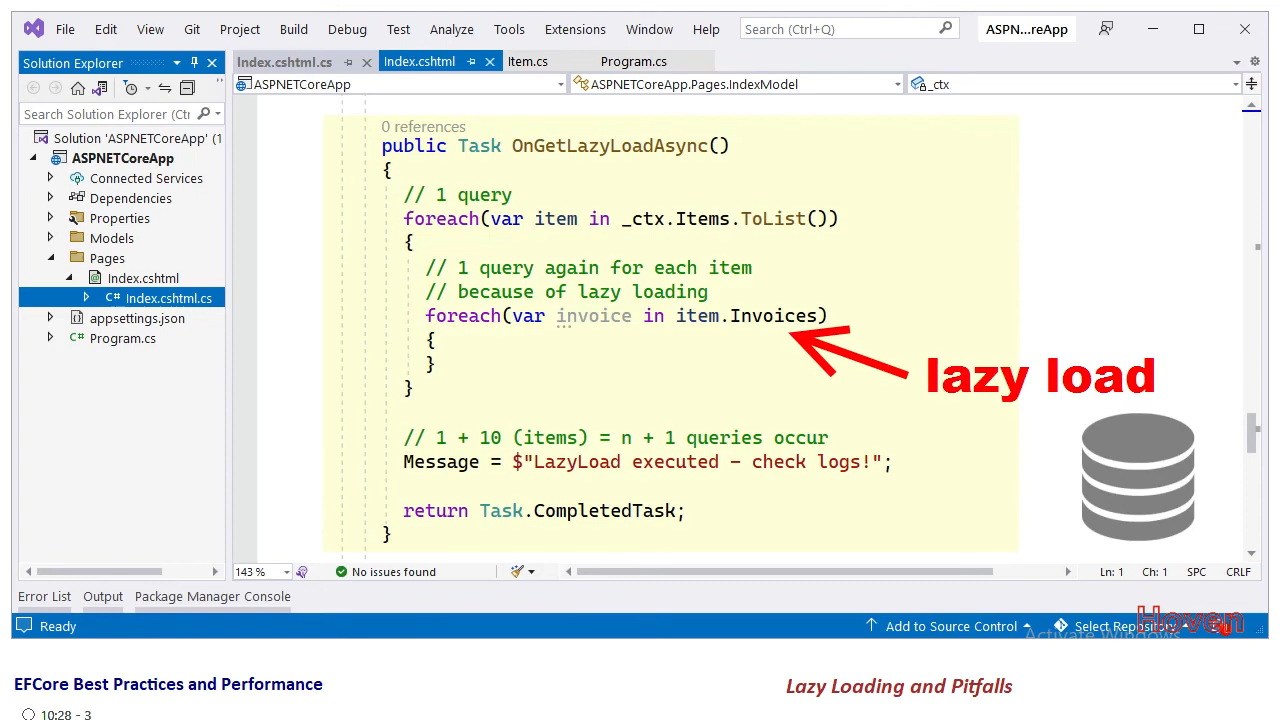 File Edit View Git Project Build Debug Test Analyze Tools Extensions Window Help Search (Ctrl+Q) ASPN...reApp
Solution Explorer
Index.cshtml.cs Index.cshtml Item.cs Program.cs
ASPNETCoreApp ASPNETCoreApp.Pages.IndexModel _ctx
Search Solution Explorer (Ctrl+
Solution 'ASPNETCoreApp' (1
ASPNETCoreApp
Connected Services
Dependencies
Properties
Models
Pages
Index.cshtml
C# Index.cshtml.cs
appsettings.json
C# Program.cs
0 references
public Task OnGetLazyLoadAsync()
{
// 1 query
foreach(var item in _ctx.Items.ToList())
{
// 1 query again for each item
// because of lazy loading
foreach(var invoice in item.Invoices)
{
}
}
// 1 + 10 (items) = n + 1 queries occur
Message = $"LazyLoad executed - check logs!";
return Task.CompletedTask;
}
lazy load
143 % No issues found Ln: 1 Ch: 1 SPC CRLF
Error List Output Package Manager Console
Ready Add to Source Control Select Repository
Hoven
Activate Windows
EFCore Best Practices and Performance
Lazy Loading and Pitfalls
10:28 - 3